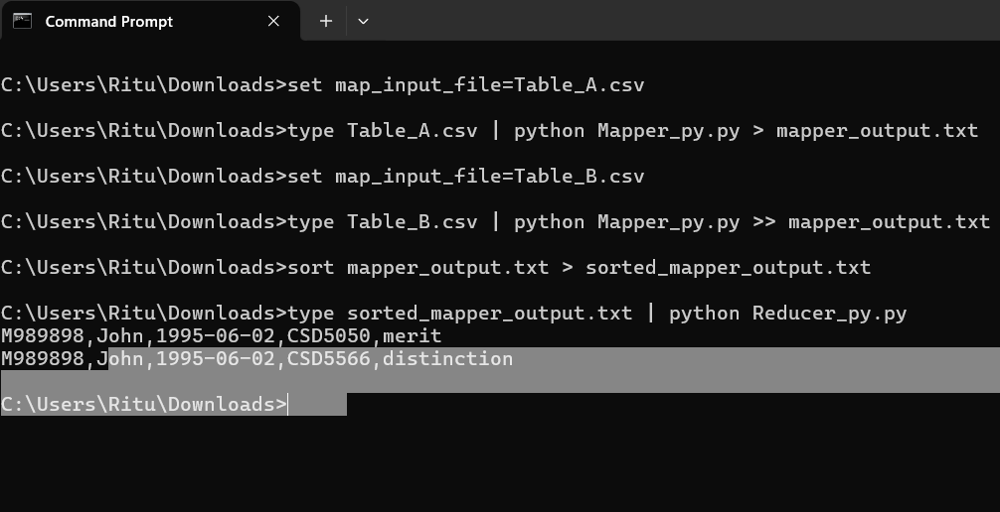 Command Prompt
C:\Users\Ritu\Downloads>set map_input_file=Table_A.csv
C:\Users\Ritu\Downloads>type Table_A.csv | python Mapper_py.py > mapper_output.txt
C:\Users\Ritu\Downloads>set map_input_file=Table_B.csv
C:\Users\Ritu\Downloads>type Table_B.csv | python Mapper_py.py >> mapper_output.txt
C:\Users\Ritu\Downloads>sort mapper_output.txt > sorted_mapper_output.txt
C:\Users\Ritu\Downloads>type sorted_mapper_output.txt | python Reducer_py.py
M989898,John,1995-06-02,CSD5050,merit
M989898,John,1995-06-02,CSD5566,distinction
C:\Users\Ritu\Downloads>